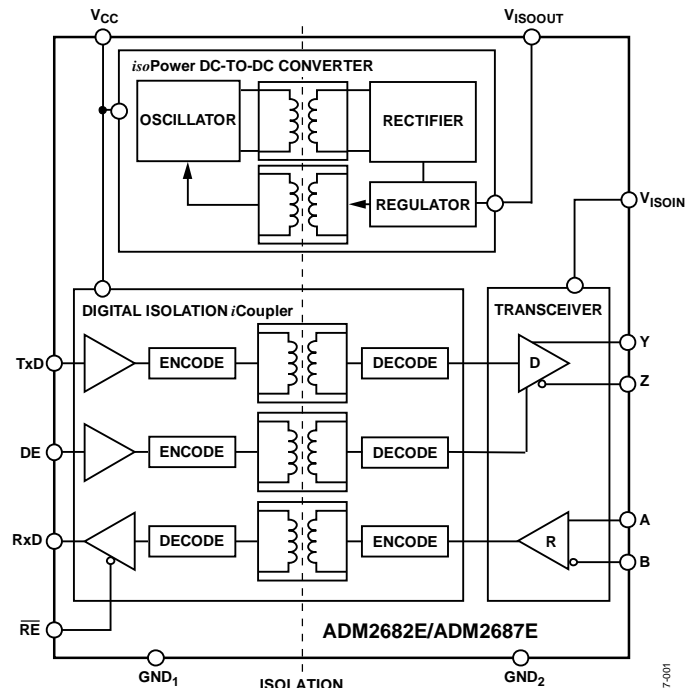 VCC
VISOOUT
isoPower DC-TO-DC CONVERTER
OSCILLATOR
RECTIFIER
REGULATOR
VISOIN
DIGITAL ISOLATION iCoupler
TRANSCEIVER
TxD
ENCODE
DECODE
D
Y
Z
DE
ENCODE
DECODE
RxD
DECODE
ENCODE
R
A
B
RE
ADM2682E/ADM2687E
GND1
ISOLATION
GND2
7-001